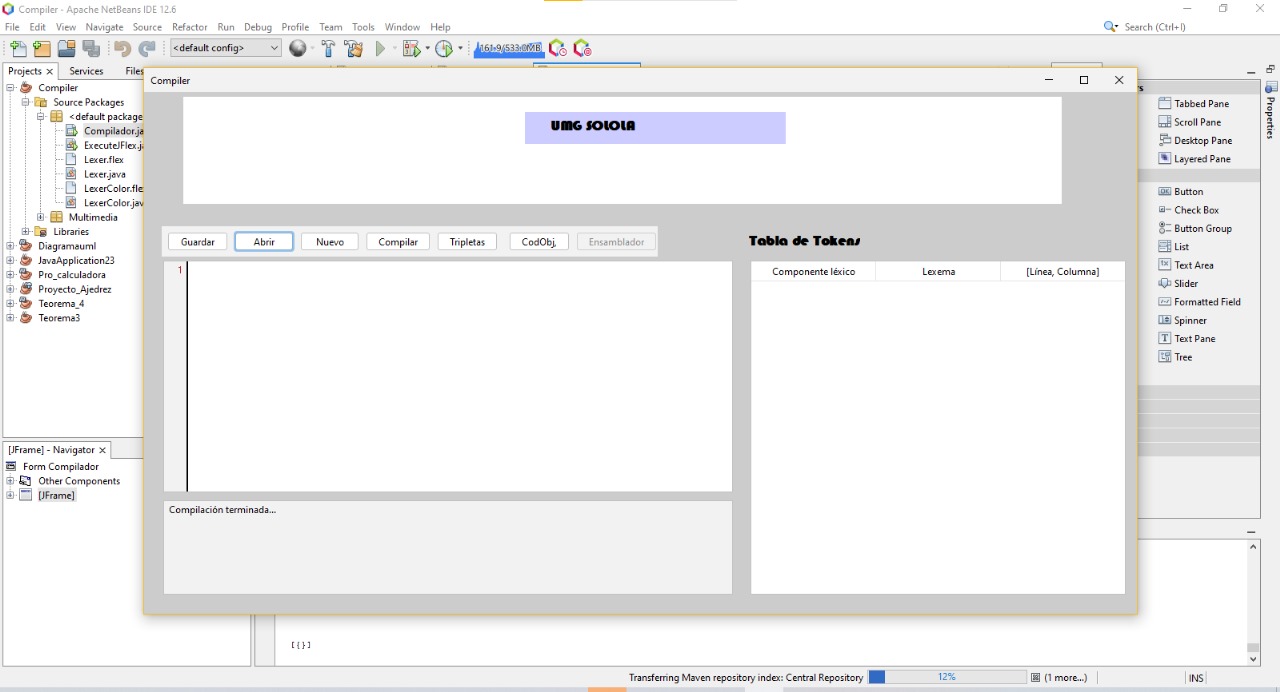 Compiler - Apache NetBeans IDE 12.6
File Edit View Navigate Source Refactor Run Debug Profile Team Tools Window Help
Search (Ctrl+I)
<default config>
161.9/533.0MB
Projects Services Files
Compiler
Source Packages
<default package
Compilador.ja
ExecuteJFlex.j
Lexer.flex
Lexer.java
LexerColor.fle
LexerColor.jav
Multimedia
Libraries
Diagramauml
JavaApplication23
Pro_calculadora
Proyecto_Ajedrez
Teorema_4
Teorema3
[JFrame] - Navigator
Form Compilador
Other Components
[JFrame]
Compiler
UMG SOLOLA
Guardar Abrir Nuevo Compilar Tripletas CodObj, Ensamblador
Tabla de Tokens
1
Componente léxico Lexema [Línea, Columna]
Compilación terminada...
Tabbed Pane
Scroll Pane
Desktop Pane
Layered Pane
Button
Check Box
Button Group
List
Text Area
Slider
Formatted Field
Spinner
Text Pane
Tree
Properties
[{}]
Transferring Maven repository index: Central Repository 12% (1 more...) INS